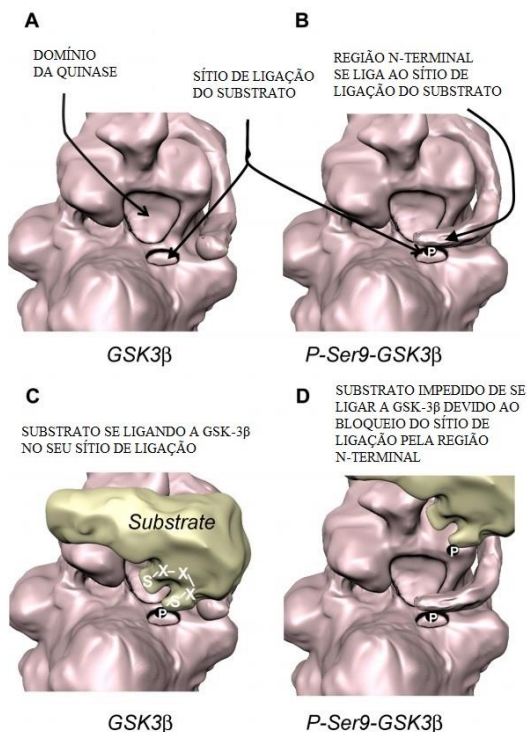 A
DOMÍNIO
DA QUINASE
SÍTIO DE LIGAÇÃO
DO SUBSTRATO
GSK3β
B
REGIÃO N-TERMINAL
SE LIGA AO SÍTIO DE
LIGAÇÃO DO SUBSTRATO
P
P-Ser9-GSK3β
C
SUBSTRATO SE LIGANDO A GSK-3β
NO SEU SÍTIO DE LIGAÇÃO
Substrate
S-X-X
X
S
P
GSK3β
D
SUBSTRATO IMPEDIDO DE SE
LIGAR A GSK-3β DEVIDO AO
BLOQUEIO DO SÍTIO DE
LIGAÇÃO PELA REGIÃO
N-TERMINAL
P
P
P-Ser9-GSK3β